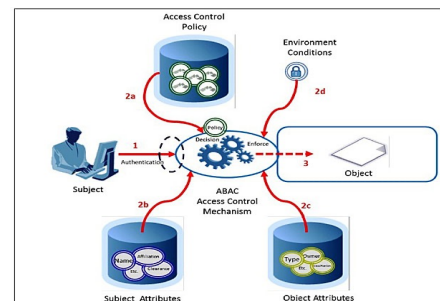 Access Control
Policy
Environment
Conditions
2a
2d
Policy
Decision
Enforce
1
Authentication
3
Subject
ABAC
Access Control
Mechanism
Object
2b
2c
Name
Affiliation
Etc.
Clearance
Type
Owner
Etc.
Subject Attributes
Object Attributes